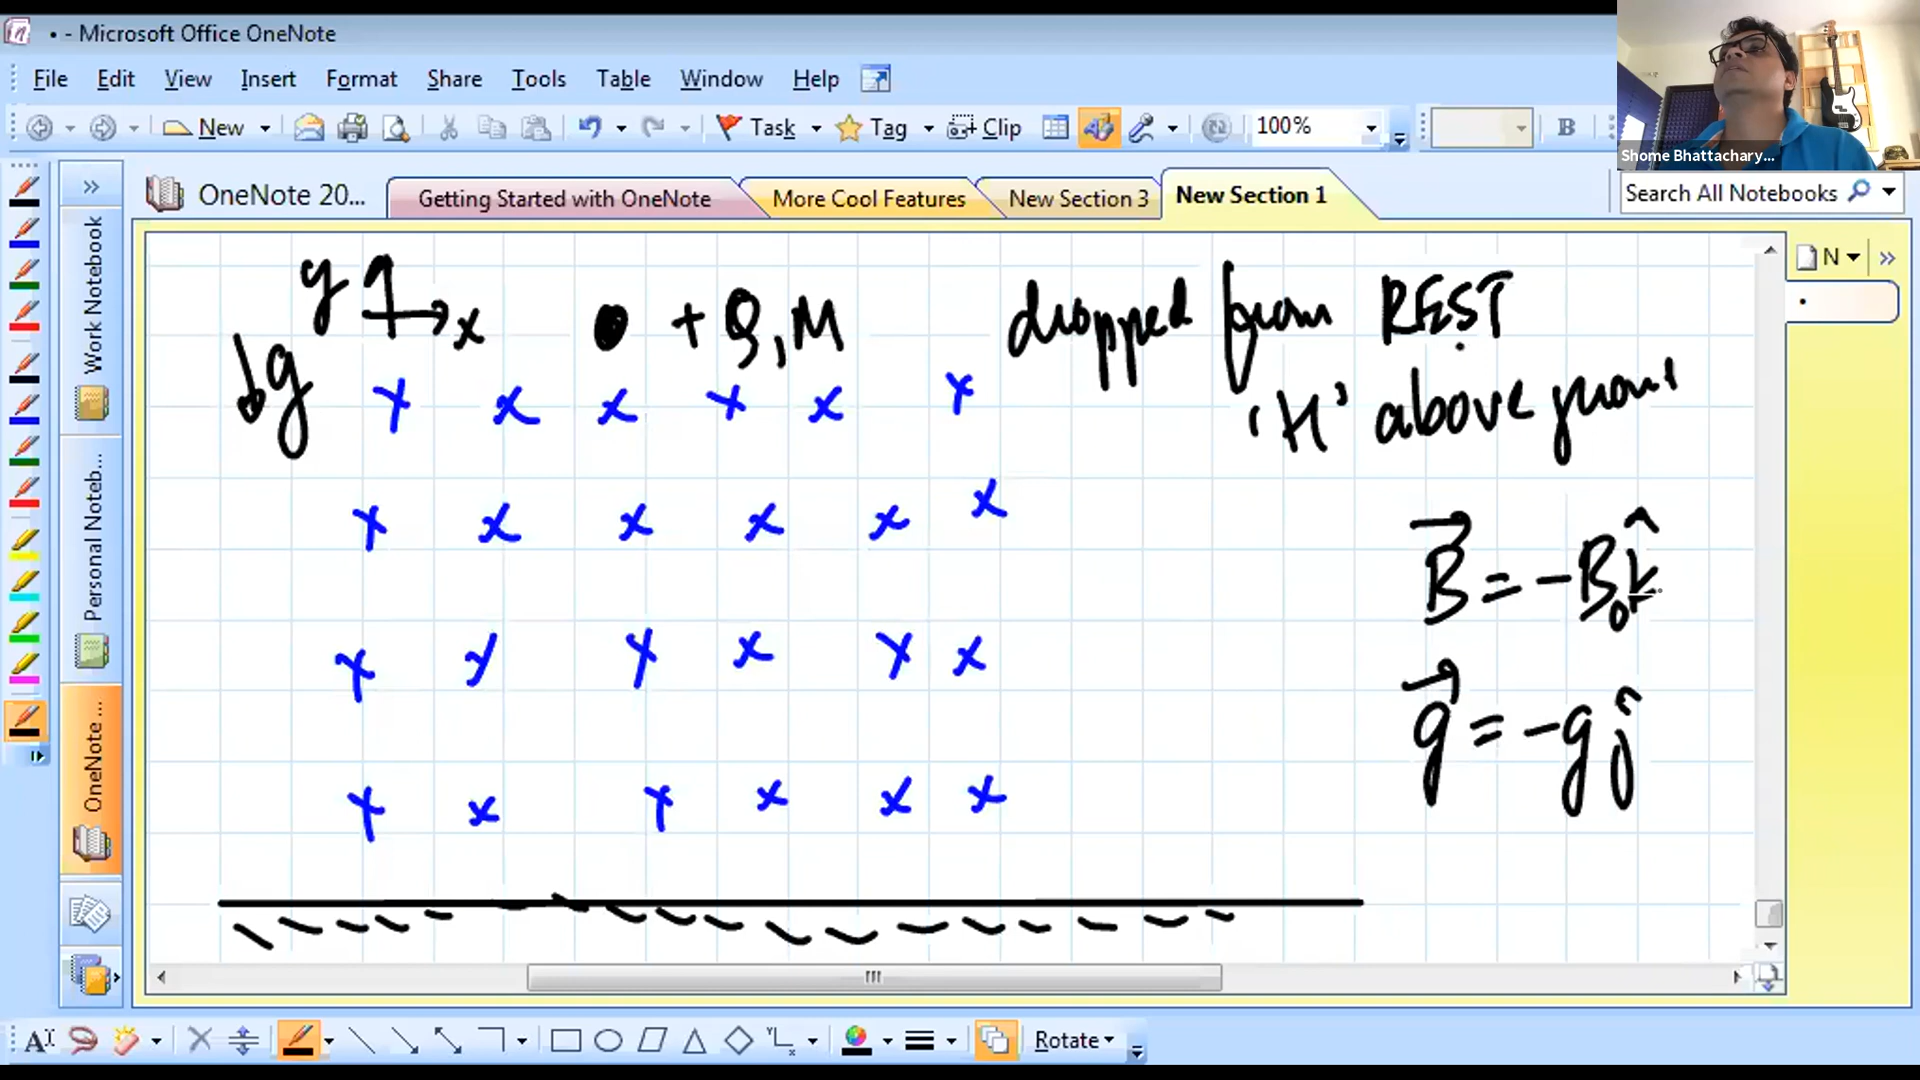 • - Microsoft Office OneNote
File Edit View Insert Format Share Tools Table Window Help
New Task Tag Clip 100% B
Shome Bhattachary...
OneNote 20... Getting Started with OneNote More Cool Features New Section 3 New Section 1 Search All Notebooks
Work Notebook
Personal Noteb...
OneNote ...
N
y x + Q, M dropped from REST
g 'H' above
x x x x x x
x x x x x x
x x x x x x
x x x x x x
B⃗ = -B₀k̂
g⃗ = -gĵ
Rotate